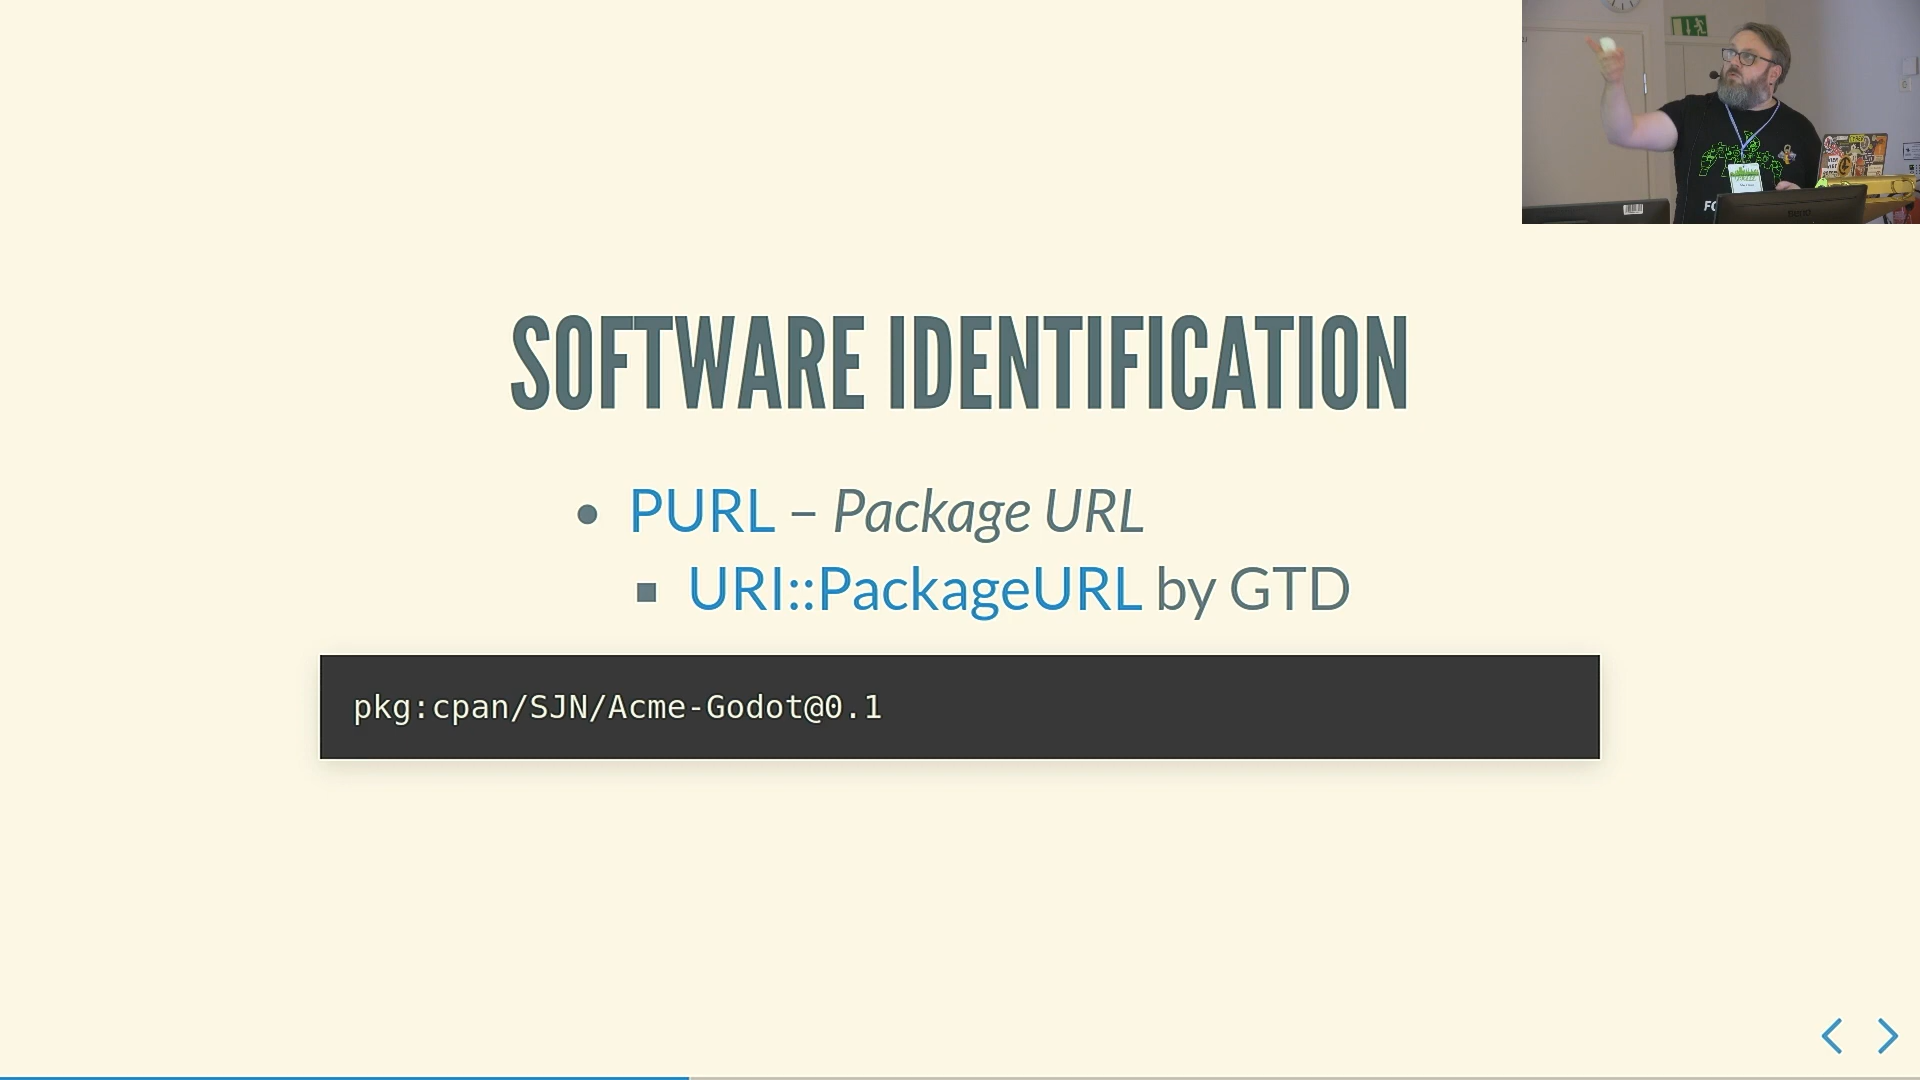 SOFTWARE IDENTIFICATION
PURL – Package URL
URI::PackageURL by GTD
pkg:cpan/SJN/Acme-Godot@0.1